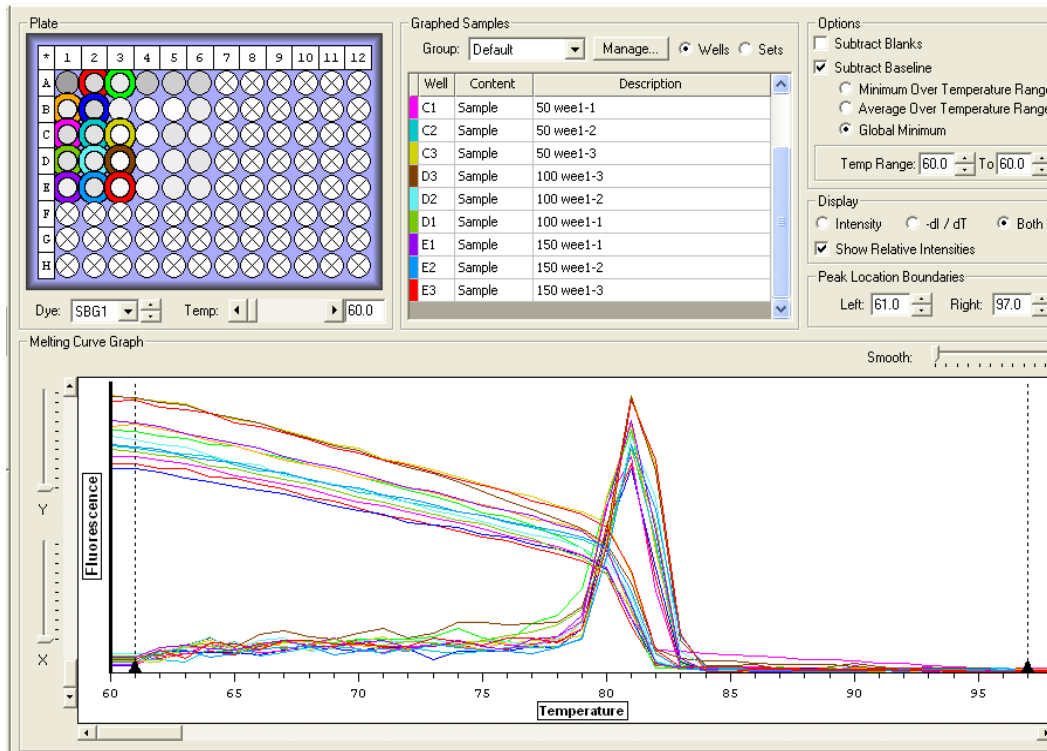 Plate
* 1 2 3 4 5 6 7 8 9 10 11 12
A
B
C
D
E
F
G
H
Dye: SBG1 Temp: 60.0
Graphed Samples
Group: Default Manage... Wells Sets
Well Content Description
C1 Sample 50 wee1-1
C2 Sample 50 wee1-2
C3 Sample 50 wee1-3
D3 Sample 100 wee1-3
D2 Sample 100 wee1-2
D1 Sample 100 wee1-1
E1 Sample 150 wee1-1
E2 Sample 150 wee1-2
E3 Sample 150 wee1-3
Options
Subtract Blanks
Subtract Baseline
Minimum Over Temperature Range
Average Over Temperature Range
Global Minimum
Temp Range: 60.0 To 60.0
Display
Intensity -dI / dT Both
Show Relative Intensities
Peak Location Boundaries
Left: 61.0 Right: 97.0
Melting Curve Graph
Smooth:
Y
X
Fluorescence
60 65 70 75 80 85 90 95
Temperature